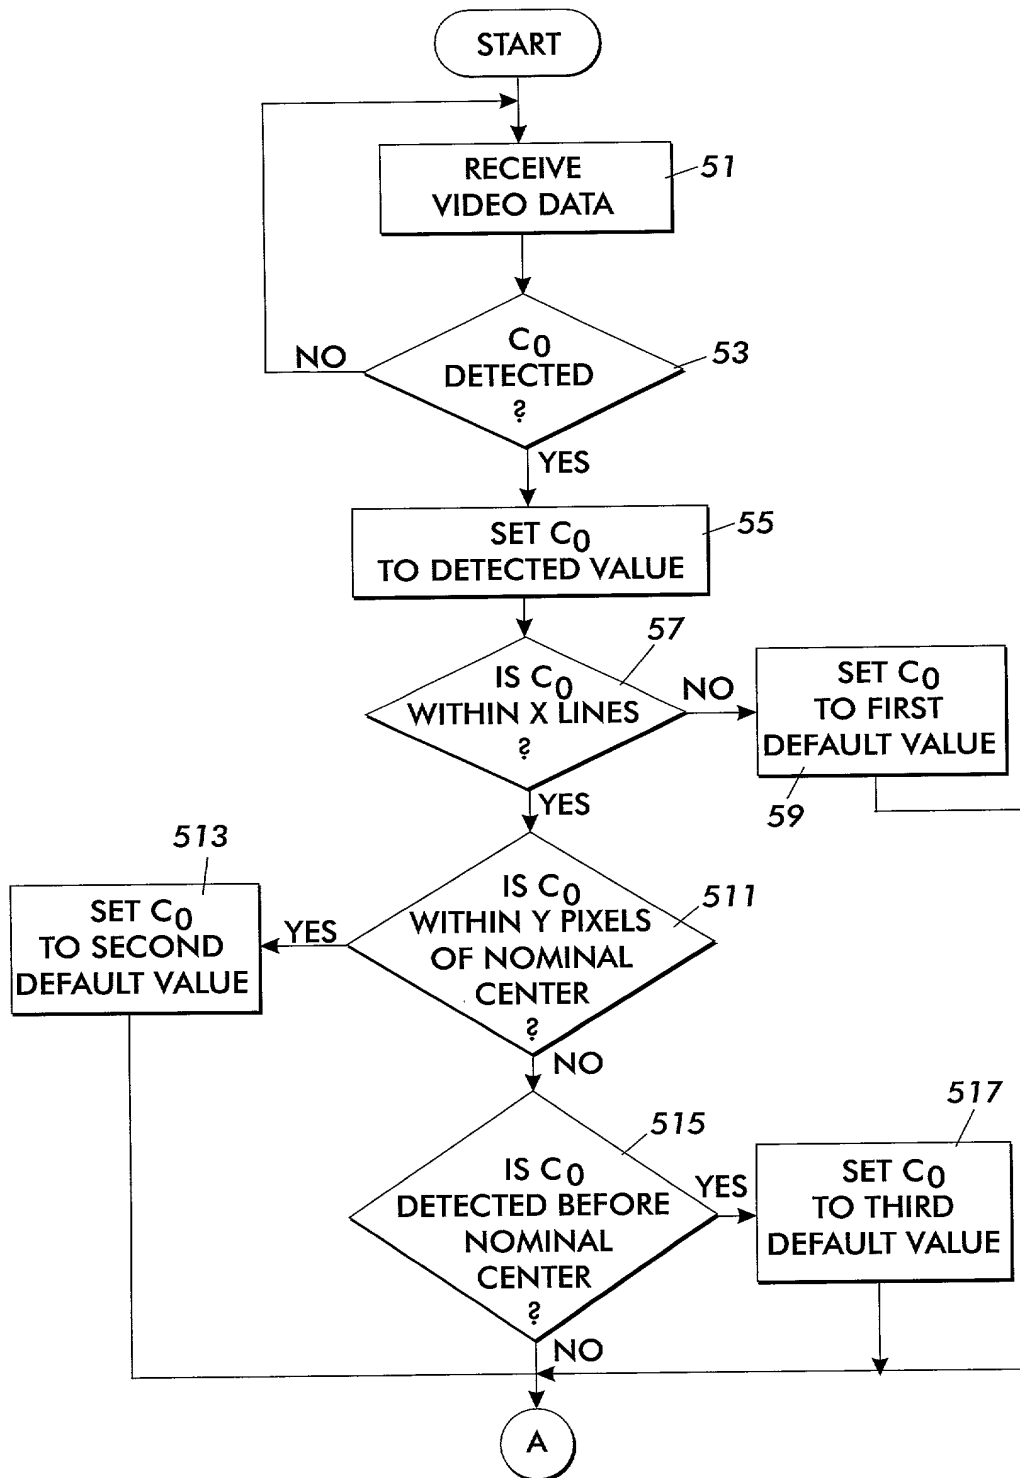 START
RECEIVE
VIDEO DATA
51
C0
DETECTED
?
53
NO
YES
SET C0
TO DETECTED VALUE
55
IS C0
WITHIN X LINES
?
57
NO
SET C0
TO FIRST
DEFAULT VALUE
59
YES
513
SET C0
TO SECOND
DEFAULT VALUE
YES
IS C0
WITHIN Y PIXELS
OF NOMINAL
CENTER
?
511
NO
IS C0
DETECTED BEFORE
NOMINAL
CENTER
?
515
YES
517
SET C0
TO THIRD
DEFAULT VALUE
NO
A